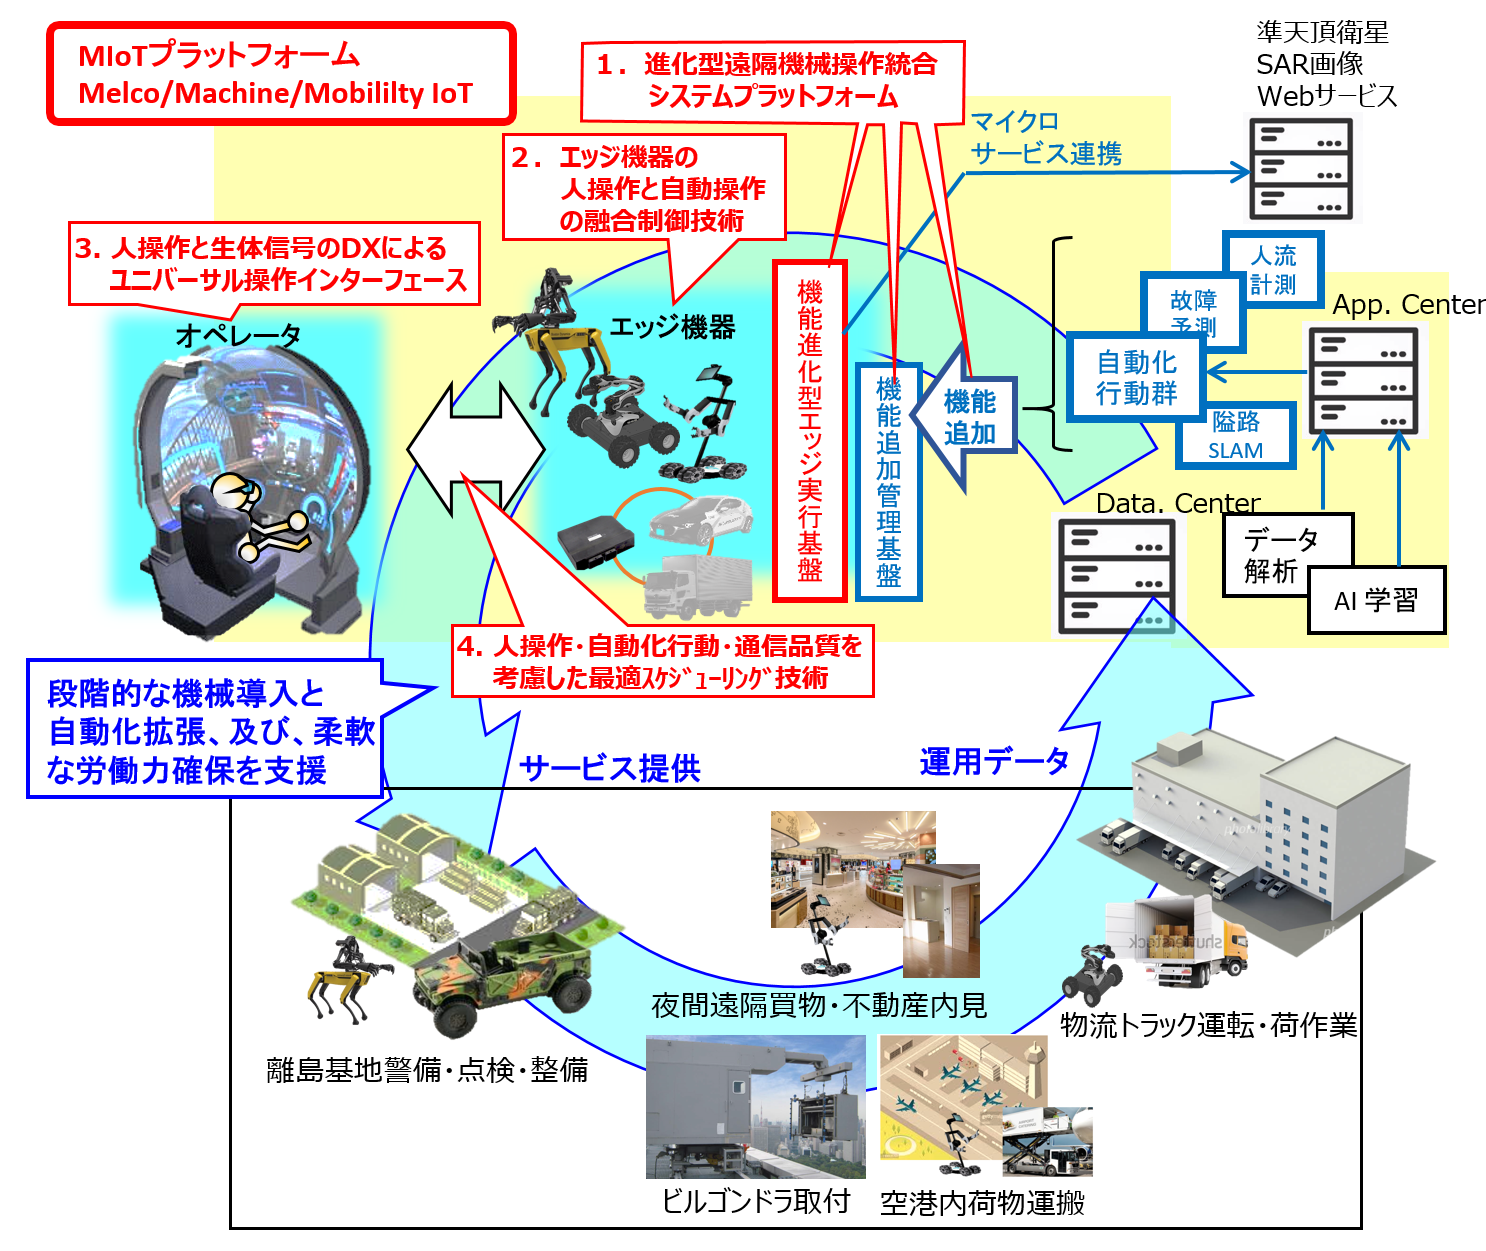 MIoTプラットフォーム
Melco/Machine/Mobililty IoT
1．進化型遠隔機械操作統合
システムプラットフォーム
準天頂衛星
SAR画像
Webサービス
マイクロ
サービス連携
2．エッジ機器の
人操作と自動操作
の融合制御技術
3. 人操作と生体信号のDXによる
ユニバーサル操作インターフェース
オペレータ
エッジ機器
機能進化型エッジ実行基盤
機能追加管理基盤
機能
追加
人流
計測
故障
予測
自動化
行動群
隘路
SLAM
App. Center
Data. Center
データ
解析
AI 学習
4. 人操作・自動化行動・通信品質を
考慮した最適ｽｹｼﾞｭｰﾘﾝｸﾞ技術
段階的な機械導入と
自動化拡張、及び、柔軟
な労働力確保を支援
サービス提供
運用データ
夜間遠隔買物・不動産内見
shutterstock
物流トラック運転・荷作業
離島基地警備・点検・整備
ビルゴンドラ取付
空港内荷物運搬